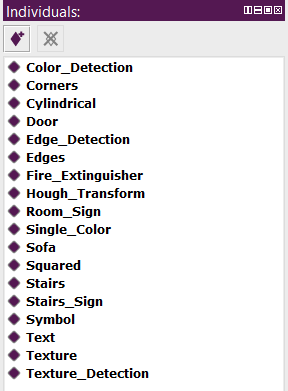 Individuals:
Color_Detection
Corners
Cylindrical
Door
Edge_Detection
Edges
Fire_Extinguisher
Hough_Transform
Room_Sign
Single_Color
Sofa
Squared
Stairs
Stairs_Sign
Symbol
Text
Texture
Texture_Detection